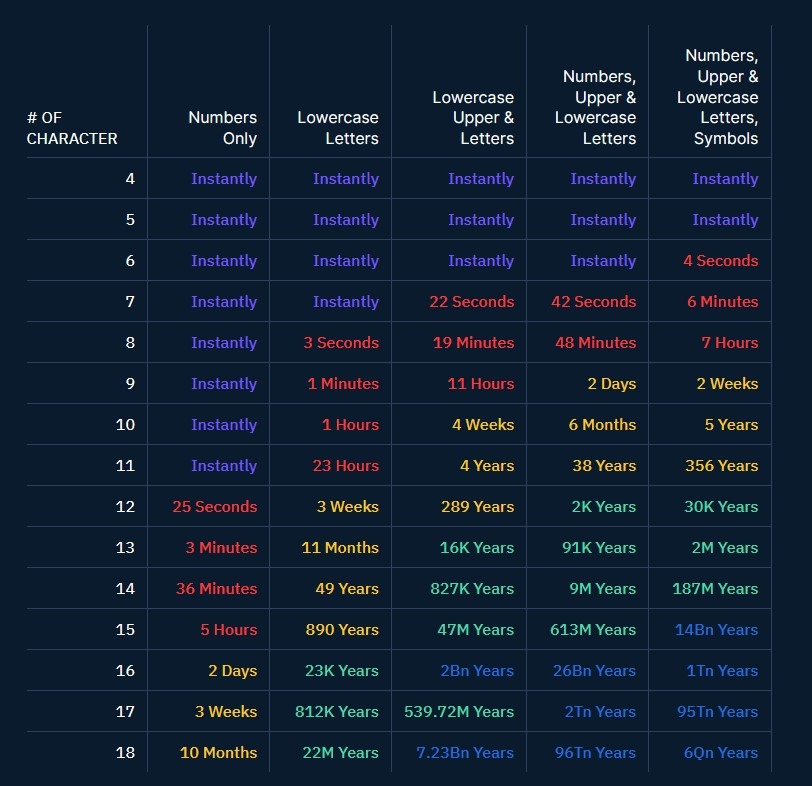 # OF CHARACTER | Numbers Only | Lowercase Letters | Lowercase Upper & Letters | Numbers, Upper & Lowercase Letters | Numbers, Upper & Lowercase Letters, Symbols
4 Instantly Instantly Instantly Instantly Instantly
5 Instantly Instantly Instantly Instantly Instantly
6 Instantly Instantly Instantly Instantly 4 Seconds
7 Instantly Instantly 22 Seconds 42 Seconds 6 Minutes
8 Instantly 3 Seconds 19 Minutes 48 Minutes 7 Hours
9 Instantly 1 Minutes 11 Hours 2 Days 2 Weeks
10 Instantly 1 Hours 4 Weeks 6 Months 5 Years
11 Instantly 23 Hours 4 Years 38 Years 356 Years
12 25 Seconds 3 Weeks 289 Years 2K Years 30K Years
13 3 Minutes 11 Months 16K Years 91K Years 2M Years
14 36 Minutes 49 Years 827K Years 9M Years 187M Years
15 5 Hours 890 Years 47M Years 613M Years 14Bn Years
16 2 Days 23K Years 2Bn Years 26Bn Years 1Tn Years
17 3 Weeks 812K Years 539.72M Years 2Tn Years 95Tn Years
18 10 Months 22M Years 7.23Bn Years 96Tn Years 6Qn Years